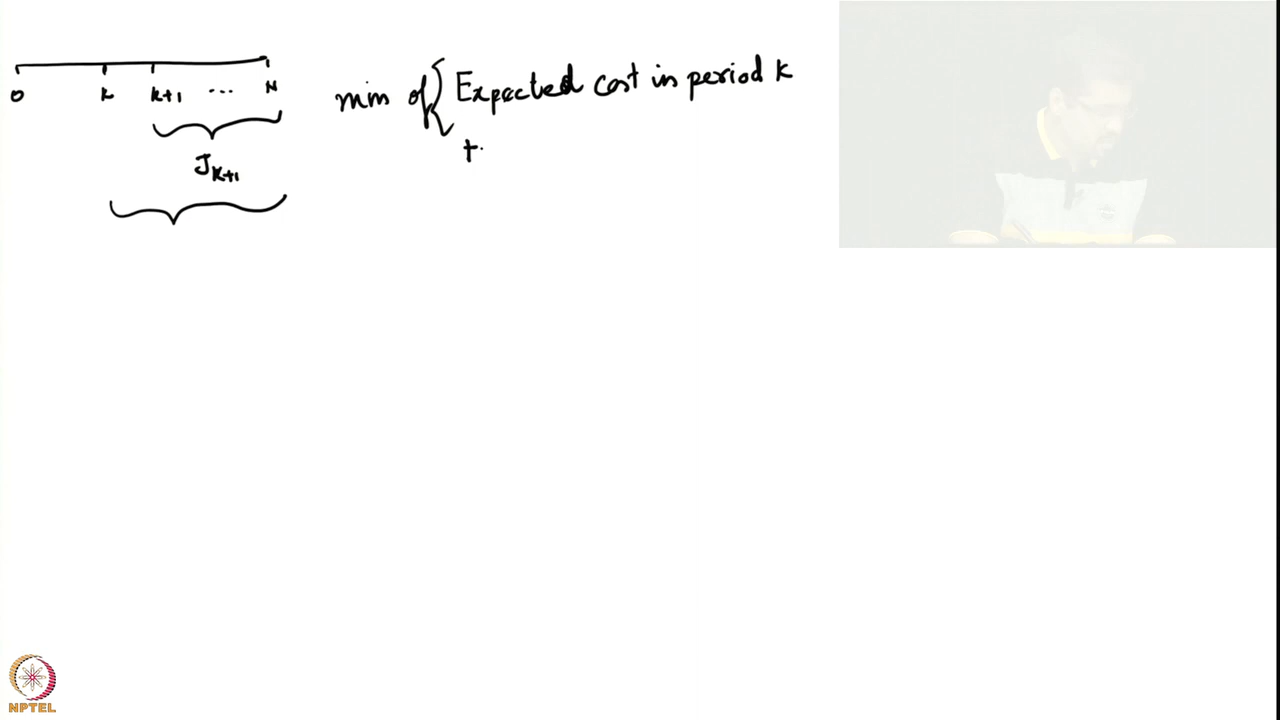 0 k k+1 ... N
J_{k+1}
min of { Expected cost in period k
+
NPTEL